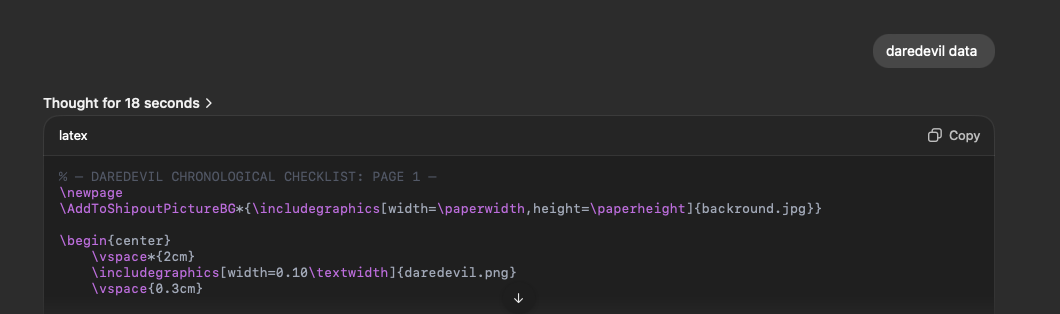 daredevil data
Thought for 18 seconds >
latex
Copy
% — DAREDEVIL CHRONOLOGICAL CHECKLIST: PAGE 1 —
\newpage
\AddToShipoutPictureBG*{\includegraphics[width=\paperwidth,height=\paperheight]{backround.jpg}}
\begin{center}
    \vspace*{2cm}
    \includegraphics[width=0.10\textwidth]{daredevil.png}
    \vspace{0.3cm}